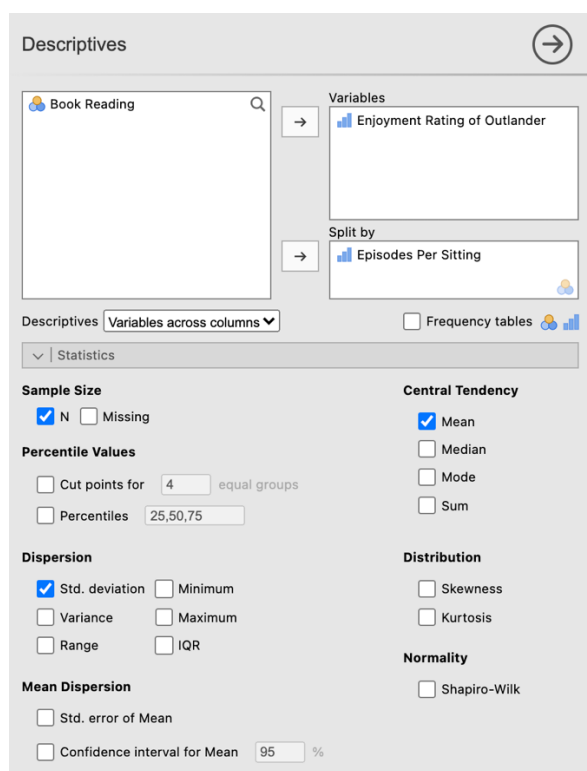 Descriptives
Book Reading
Variables
Enjoyment Rating of Outlander
Split by
Episodes Per Sitting
Descriptives Variables across columns
Frequency tables
Statistics
Sample Size
N Missing
Percentile Values
Cut points for 4 equal groups
Percentiles 25,50,75
Dispersion
Std. deviation Minimum
Variance Maximum
Range IQR
Mean Dispersion
Std. error of Mean
Confidence interval for Mean 95 %
Central Tendency
Mean
Median
Mode
Sum
Distribution
Skewness
Kurtosis
Normality
Shapiro-Wilk